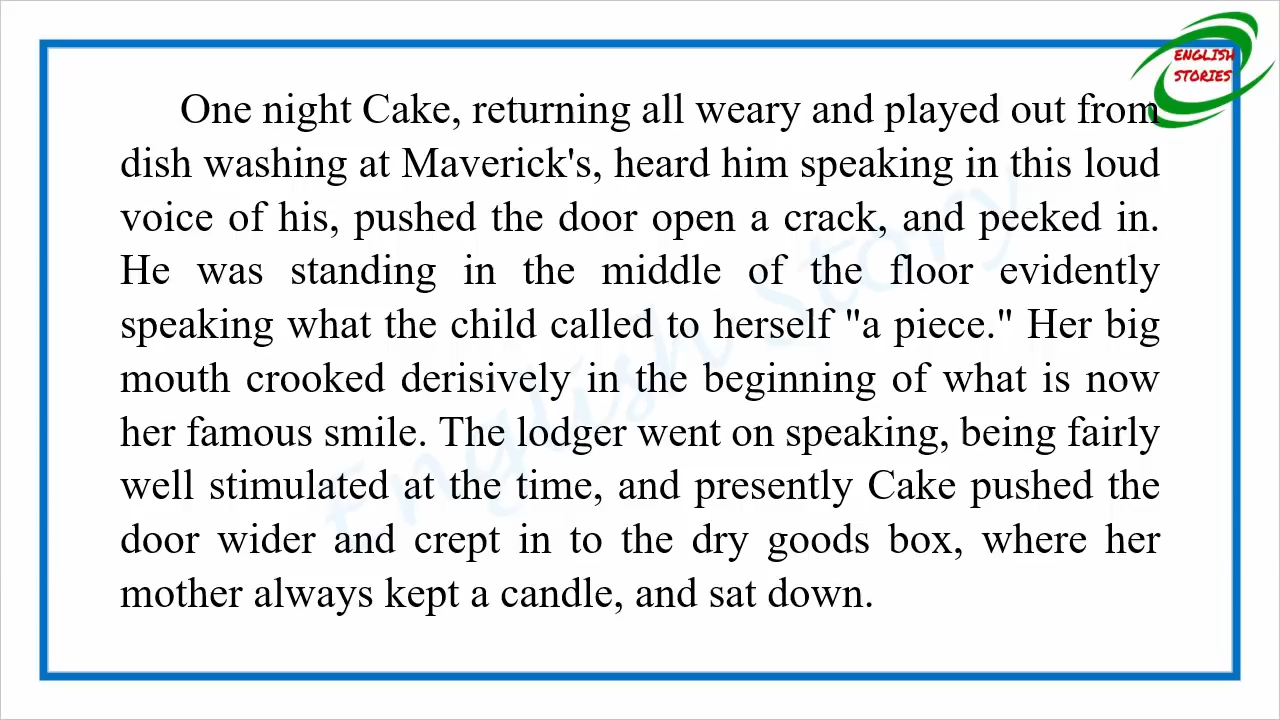 ENGLISH
STORIES
One night Cake, returning all weary and played out from
dish washing at Maverick's, heard him speaking in this loud
voice of his, pushed the door open a crack, and peeked in.
He was standing in the middle of the floor evidently
speaking what the child called to herself "a piece." Her big
mouth crooked derisively in the beginning of what is now
her famous smile. The lodger went on speaking, being fairly
well stimulated at the time, and presently Cake pushed the
door wider and crept in to the dry goods box, where her
mother always kept a candle, and sat down.
English Story